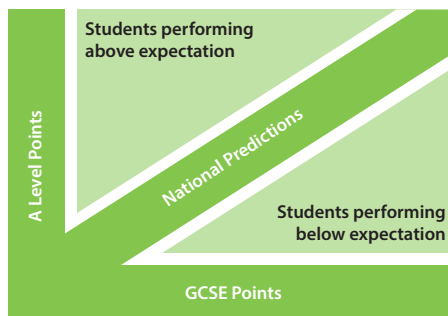 Students performing
above expectation
A Level Points
National Predictions
Students performing
below expectation
GCSE Points